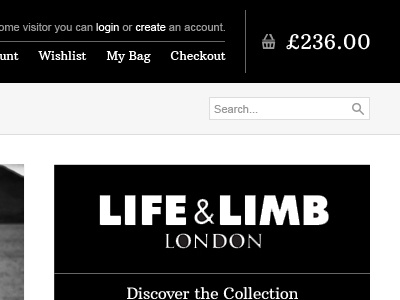 ome visitor you can login or create an account.
unt Wishlist My Bag Checkout
£236.00
Search...
LIFE & LIMB
LONDON
Discover the Collection